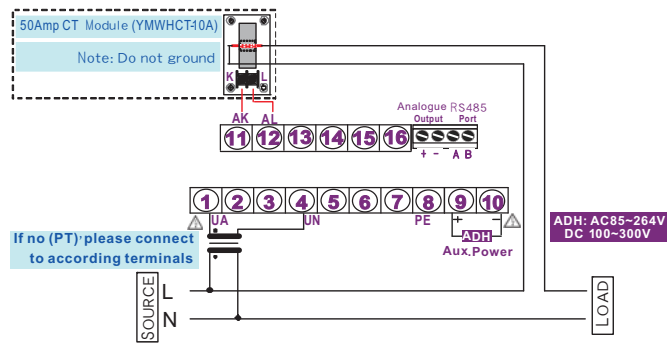 50Amp CT Module (YMWHCT-10A)
Note: Do not ground
K L
AK AL
11 12 13 14 15 16
Analogue RS485
Output Port
+ - A B
1 2 3 4 5 6 7 8 9 10
UA UN PE + -
ADH
Aux.Power
ADH: AC85~264V
DC 100~300V
If no (PT), please connect
to according terminals
SOURCE
L
N
LOAD